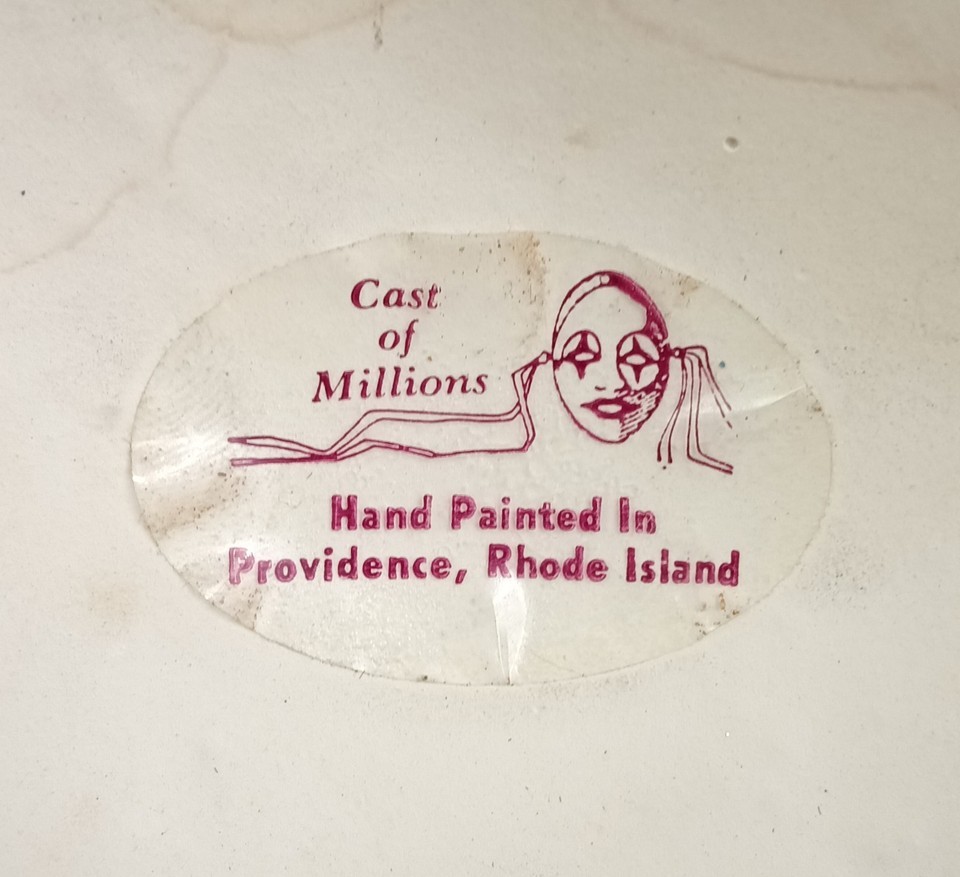 Cast
of
Millions
Hand Painted In
Providence, Rhode Island